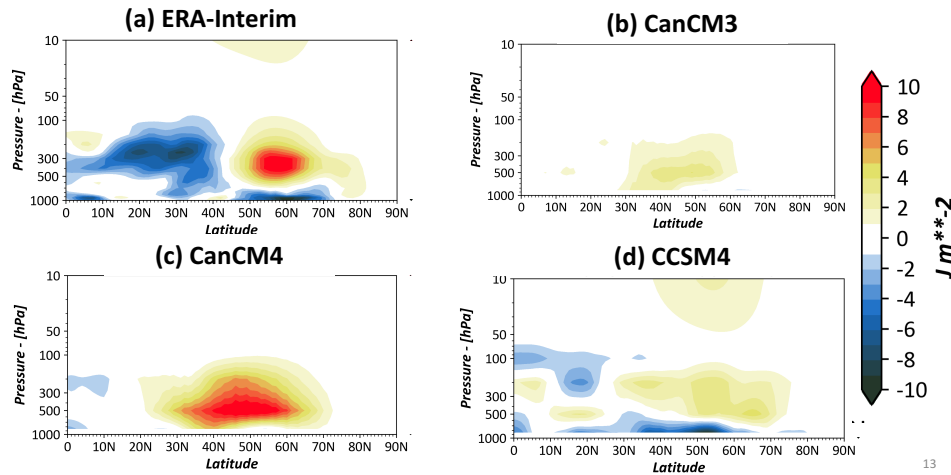 (a) ERA-Interim
10
50
100
300
500
1000
Pressure - [hPa]
0 10N 20N 30N 40N 50N 60N 70N 80N 90N
Latitude
(b) CanCM3
10
50
100
300
500
1000
Pressure - [hPa]
0 10N 20N 30N 40N 50N 60N 70N 80N 90N
Latitude
(c) CanCM4
10
50
100
300
500
1000
Pressure - [hPa]
0 10N 20N 30N 40N 50N 60N 70N 80N 90N
Latitude
(d) CCSM4
10
50
100
300
500
1000
Pressure - [hPa]
0 10N 20N 30N 40N 50N 60N 70N 80N 90N
Latitude
10
8
6
4
2
0
-2
-4
-6
-8
-10
J m**-2
13